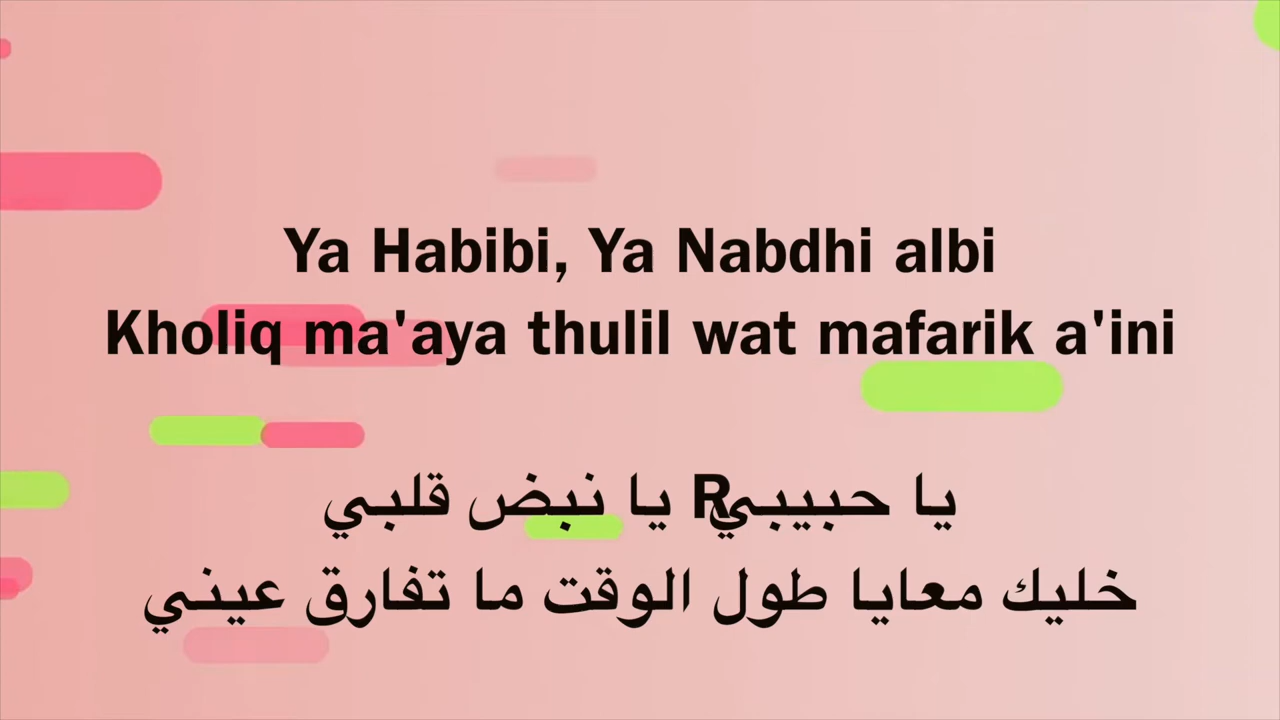 Ya Habibi, Ya Nabdhi albi
Kholiq ma'aya thulil wat mafarik a'ini
يا حبيبيR يا نبض قلبي
خليك معايا طول الوقت ما تفارق عيني